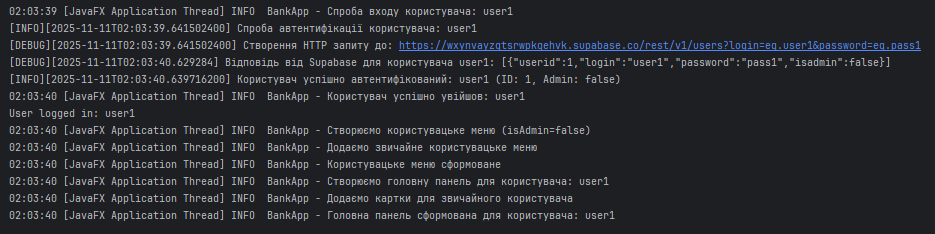 02:03:39 [JavaFX Application Thread] INFO  BankApp - Спроба входу користувача: user1
[INFO][2025-11-11T02:03:39.641502400] Спроба автентифікації користувача: user1
[DEBUG][2025-11-11T02:03:39.641502400] Створення HTTP запиту до: https://wxynvayzqtsrwpkqehvk.supabase.co/rest/v1/users?login=eq.user1&password=eq.pass1
[DEBUG][2025-11-11T02:03:40.629284] Відповідь від Supabase для користувача user1: [{"userid":1,"login":"user1","password":"pass1","isadmin":false}]
[INFO][2025-11-11T02:03:40.639716200] Користувач успішно автентифікований: user1 (ID: 1, Admin: false)
02:03:40 [JavaFX Application Thread] INFO  BankApp - Користувач успішно увійшов: user1
User logged in: user1
02:03:40 [JavaFX Application Thread] INFO  BankApp - Створюємо користувацьке меню (isAdmin=false)
02:03:40 [JavaFX Application Thread] INFO  BankApp - Додаємо звичайне користувацьке меню
02:03:40 [JavaFX Application Thread] INFO  BankApp - Користувацьке меню сформоване
02:03:40 [JavaFX Application Thread] INFO  BankApp - Створюємо головну панель для користувача: user1
02:03:40 [JavaFX Application Thread] INFO  BankApp - Додаємо картки для звичайного користувача
02:03:40 [JavaFX Application Thread] INFO  BankApp - Головна панель сформована для користувача: user1